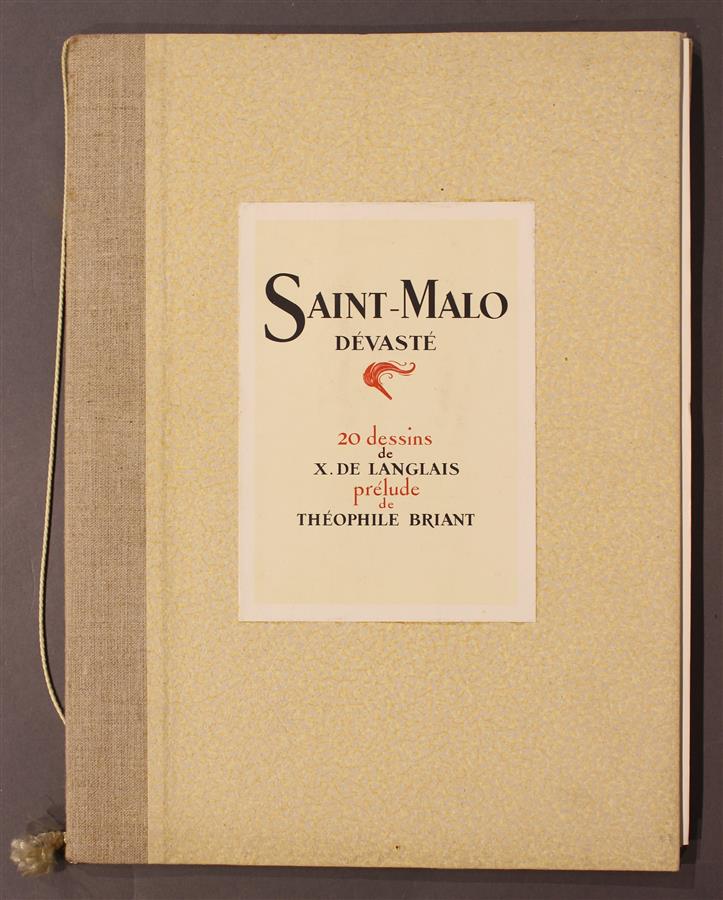 SAINT-MALO
DÉVASTÉ
20 dessins
de
X. DE LANGLAIS
prélude
de
THÉOPHILE BRIANT